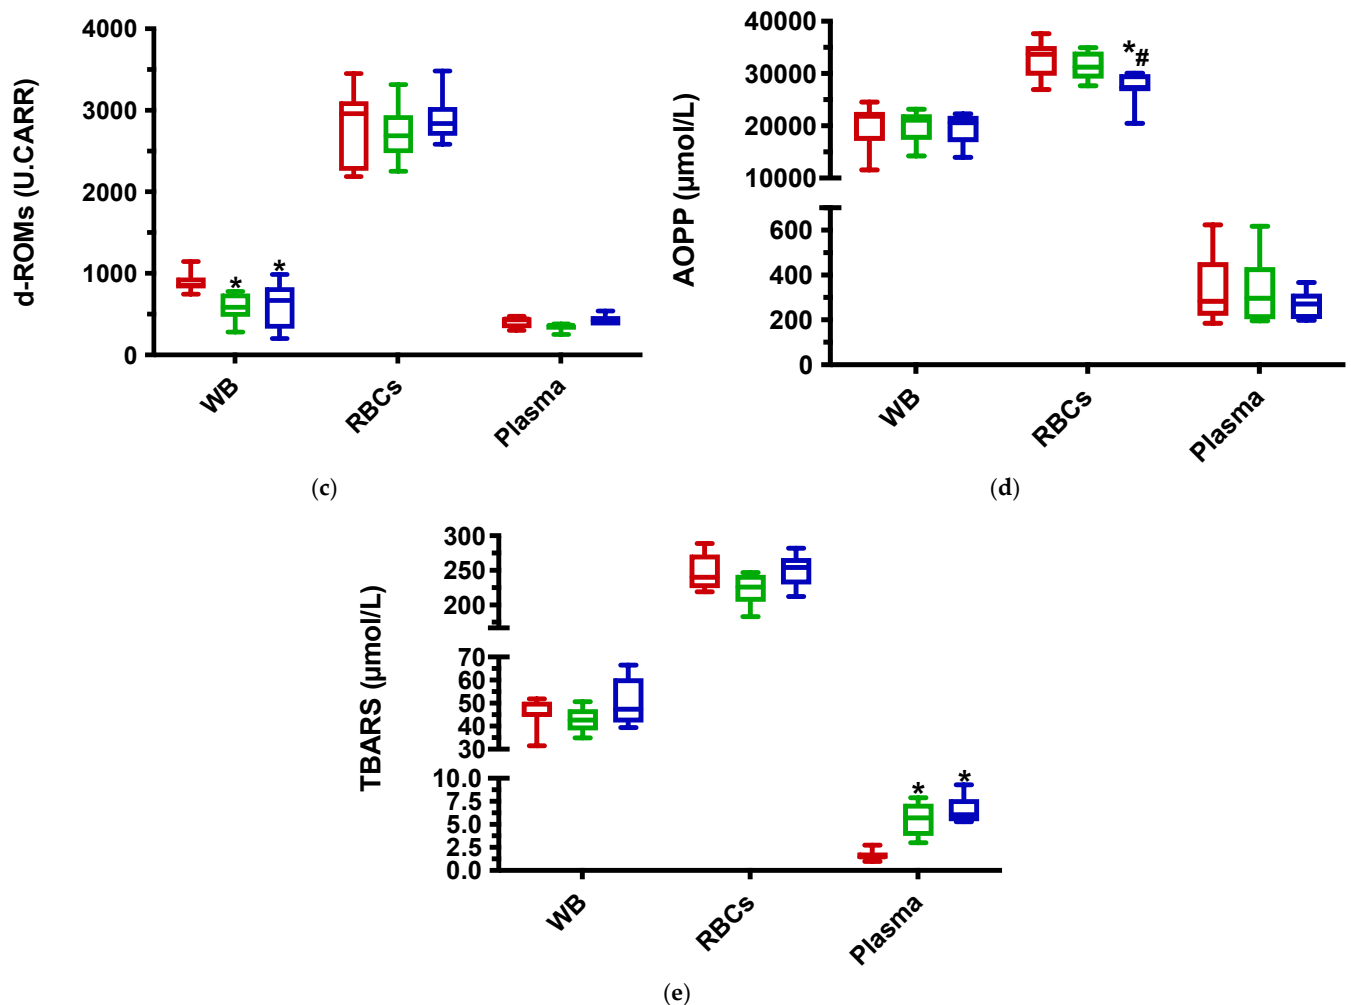 d-ROMs (U.CARR)
4000
3000
2000
1000
0
*
*
WB
RBCs
Plasma
(c)
AOPP (µmol/L)
40000
30000
20000
10000
600
400
200
0
*#
WB
RBCs
Plasma
(d)
TBARS (µmol/L)
300
250
200
70
60
50
40
30
10.0
7.5
5.0
2.5
0.0
*
*
WB
RBCs
Plasma
(e)